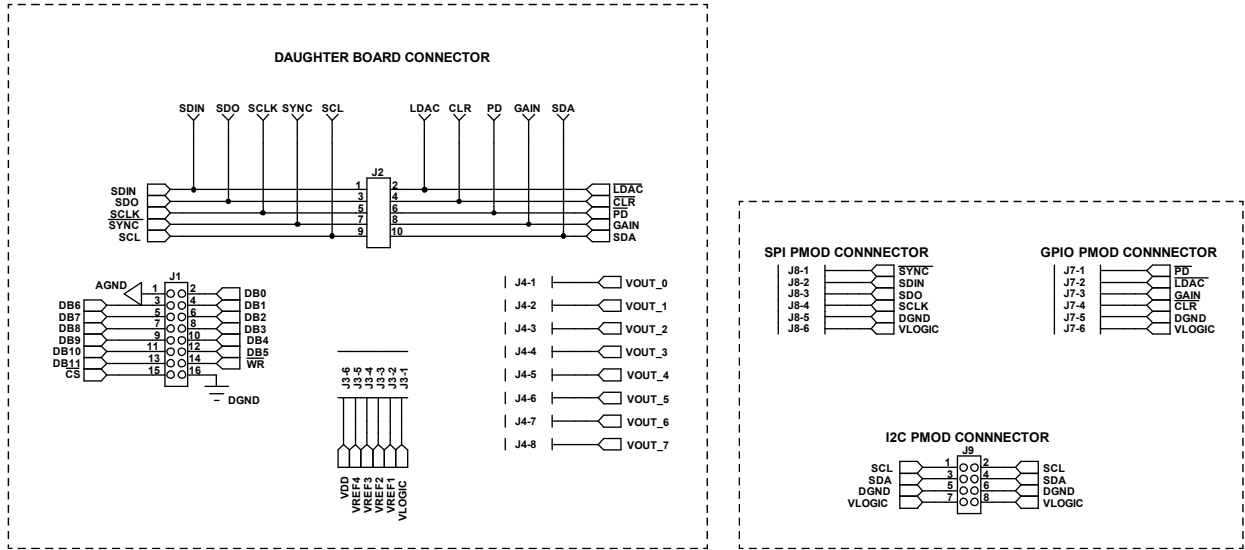 DAUGHTER BOARD CONNECTOR
SDIN SDO SCLK SYNC SCL LDAC CLR PD GAIN SDA
J2
SDIN 1 2 LDAC
SDO 3 4 CLR
SCLK 5 6 PD
SYNC 7 8 GAIN
SCL 9 10 SDA
J1
AGND 1 2 DB0
DB6 3 4 DB1
DB7 5 6 DB2
DB8 7 8 DB3
DB9 9 10 DB4
DB10 11 12 DB5
DB11 13 14 WR
CS 15 16
DGND
J3-6 J3-5 J3-4 J3-3 J3-2 J3-1
VDD VREF4 VREF3 VREF2 VREF1 VLOGIC
J4-1 VOUT_0
J4-2 VOUT_1
J4-3 VOUT_2
J4-4 VOUT_3
J4-5 VOUT_4
J4-6 VOUT_5
J4-7 VOUT_6
J4-8 VOUT_7
SPI PMOD CONNNECTOR
J8-1 SYNC
J8-2 SDIN
J8-3 SDO
J8-4 SCLK
J8-5 DGND
J8-6 VLOGIC
GPIO PMOD CONNNECTOR
J7-1 PD
J7-2 LDAC
J7-3 GAIN
J7-4 CLR
J7-5 DGND
J7-6 VLOGIC
I2C PMOD CONNNECTOR
J9
SCL 1 2 SCL
SDA 3 4 SDA
DGND 5 6 DGND
VLOGIC 7 8 VLOGIC